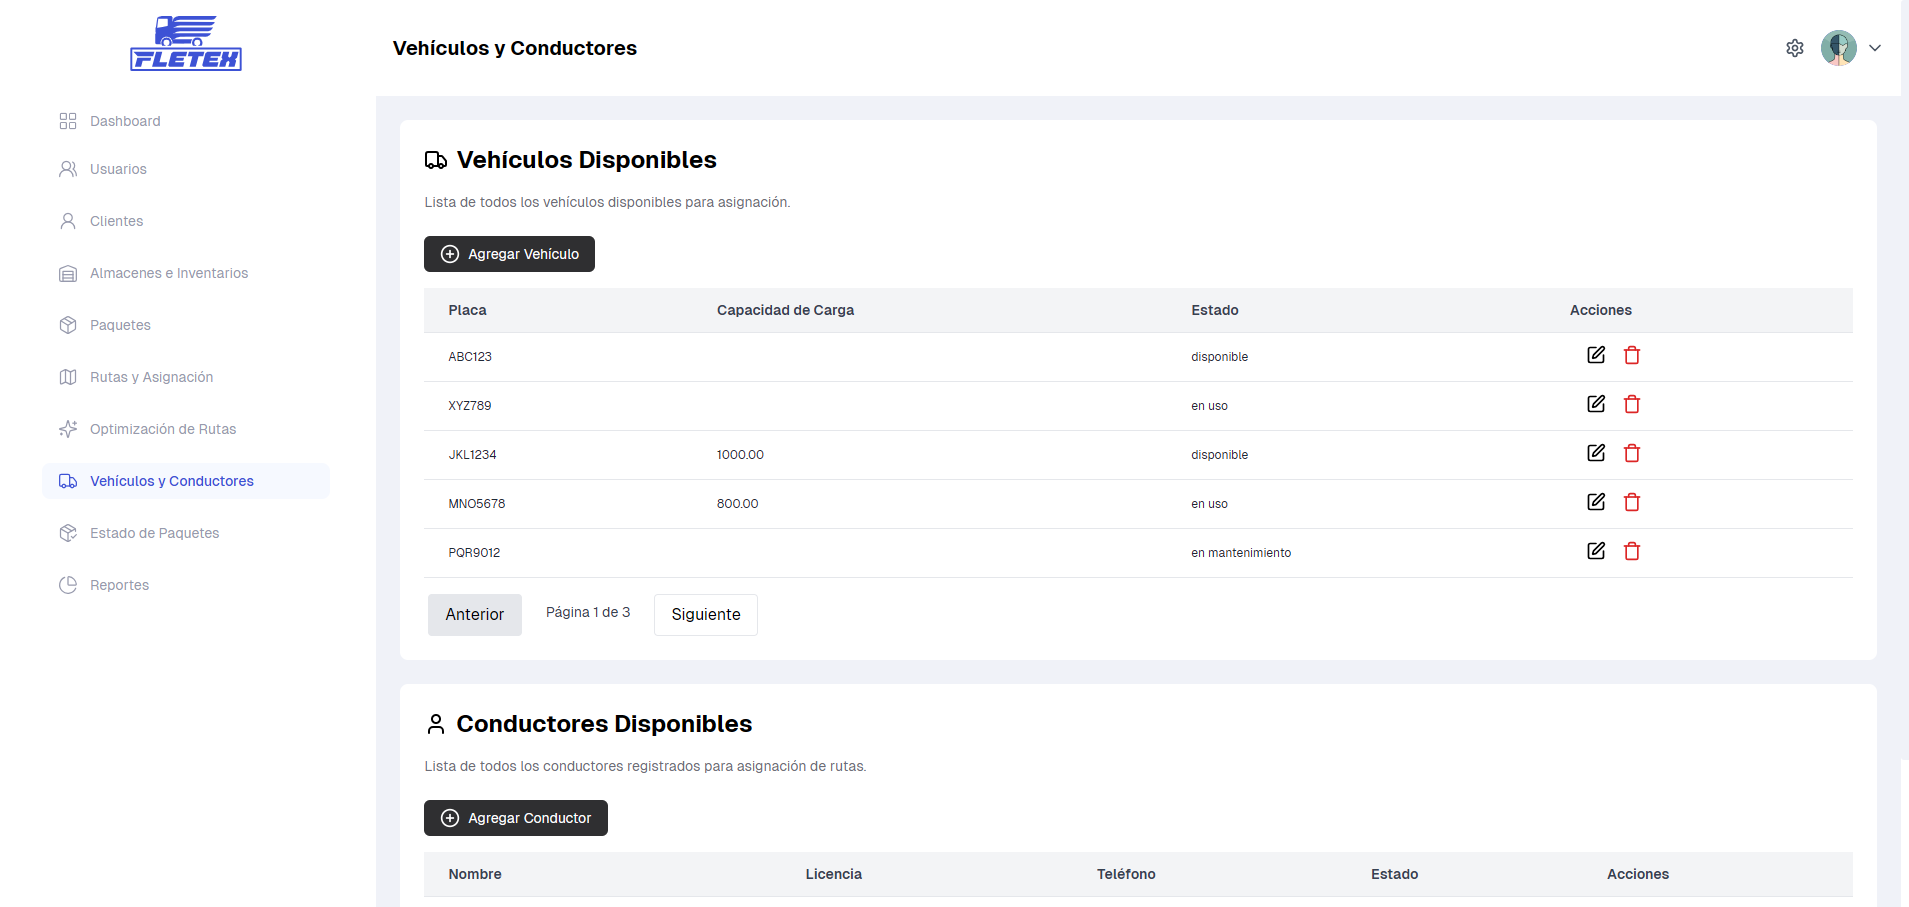 FLETEX
Vehículos y Conductores
Dashboard
Usuarios
Clientes
Almacenes e Inventarios
Paquetes
Rutas y Asignación
Optimización de Rutas
Vehículos y Conductores
Estado de Paquetes
Reportes
Vehículos Disponibles
Lista de todos los vehículos disponibles para asignación.
Agregar Vehículo
Placa Capacidad de Carga Estado Acciones
ABC123 disponible
XYZ789 en uso
JKL1234 1000.00 disponible
MNO5678 800.00 en uso
PQR9012 en mantenimiento
Anterior Página 1 de 3 Siguiente
Conductores Disponibles
Lista de todos los conductores registrados para asignación de rutas.
Agregar Conductor
Nombre Licencia Teléfono Estado Acciones